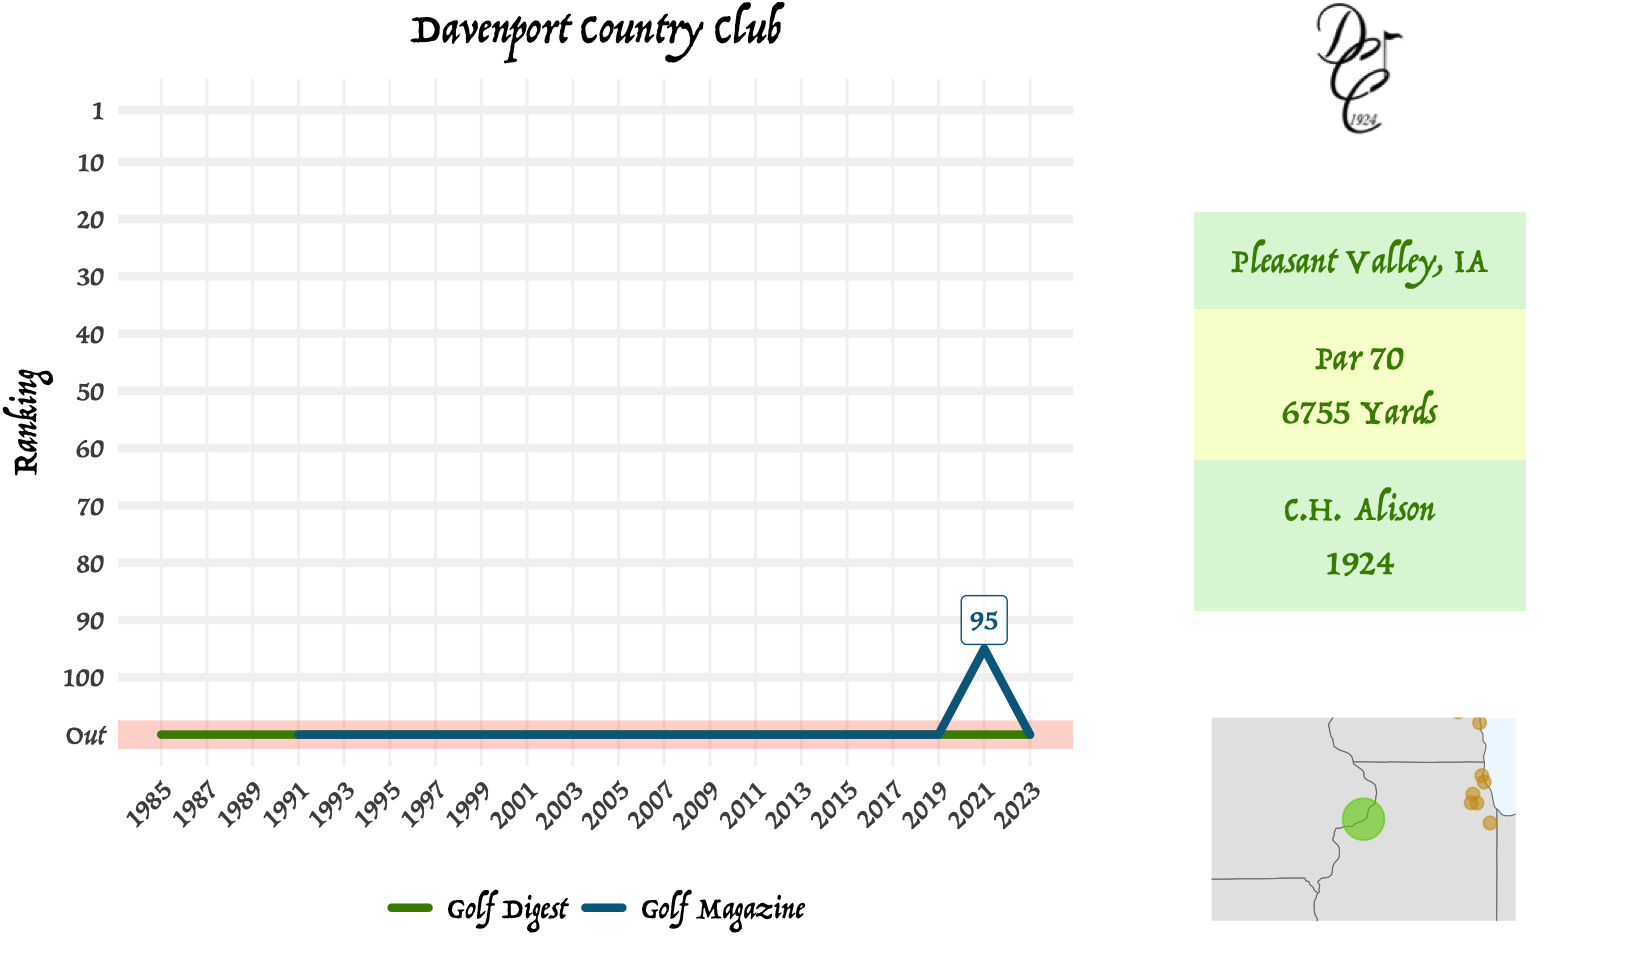 Davenport Country Club
DCC
1924
Ranking
1
10
20
30
40
50
60
70
80
90
100
Out
95
1985 1987 1989 1991 1993 1995 1997 1999 2001 2003 2005 2007 2009 2011 2013 2015 2017 2019 2021 2023
Golf Digest Golf Magazine
Pleasant Valley, IA
Par 70
6755 Yards
C.H. Alison
1924